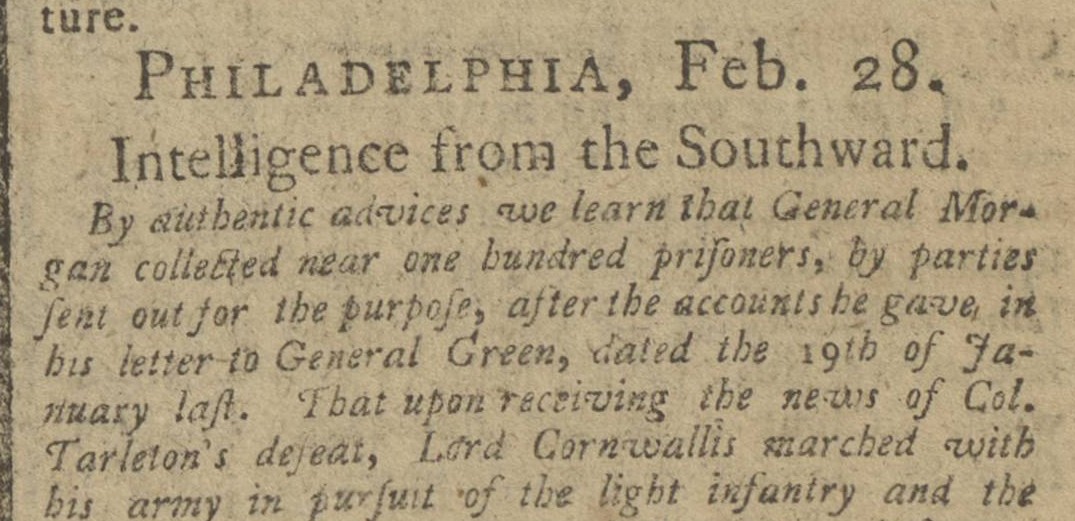 ture.
PHILADELPHIA, Feb. 28.
Intelligence from the Southward.
By authentic advices we learn that General Mor-
gan collected near one hundred priſoners, by parties
ſent out for the purpoſe, after the accounts he gave, in
his letter to General Green, dated the 19th of Ja-
nuary laſt. That upon receiving the news of Col.
Tarleton's defeat, Lord Cornwallis marched with
his army in purſuit of the light infantry and the